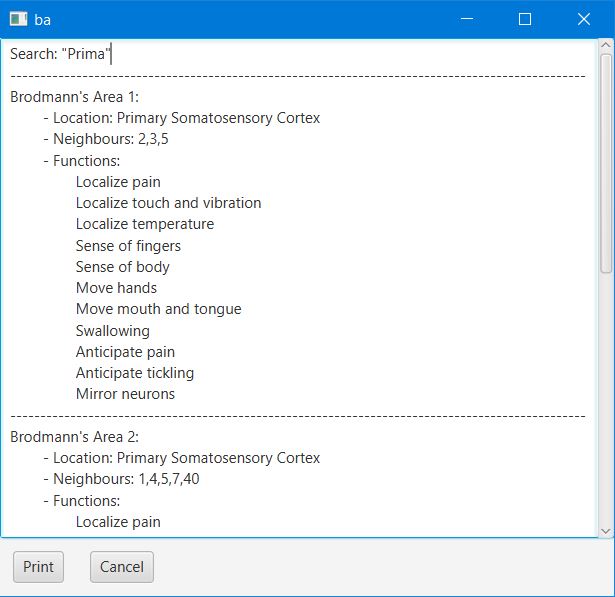 ba
Search: "Prima"
--------------------------------------------------------------------------------------------------
Brodmann's Area 1:
- Location: Primary Somatosensory Cortex
- Neighbours: 2,3,5
- Functions:
Localize pain
Localize touch and vibration
Localize temperature
Sense of fingers
Sense of body
Move hands
Move mouth and tongue
Swallowing
Anticipate pain
Anticipate tickling
Mirror neurons
--------------------------------------------------------------------------------------------------
Brodmann's Area 2:
- Location: Primary Somatosensory Cortex
- Neighbours: 1,4,5,7,40
- Functions:
Localize pain
Print Cancel